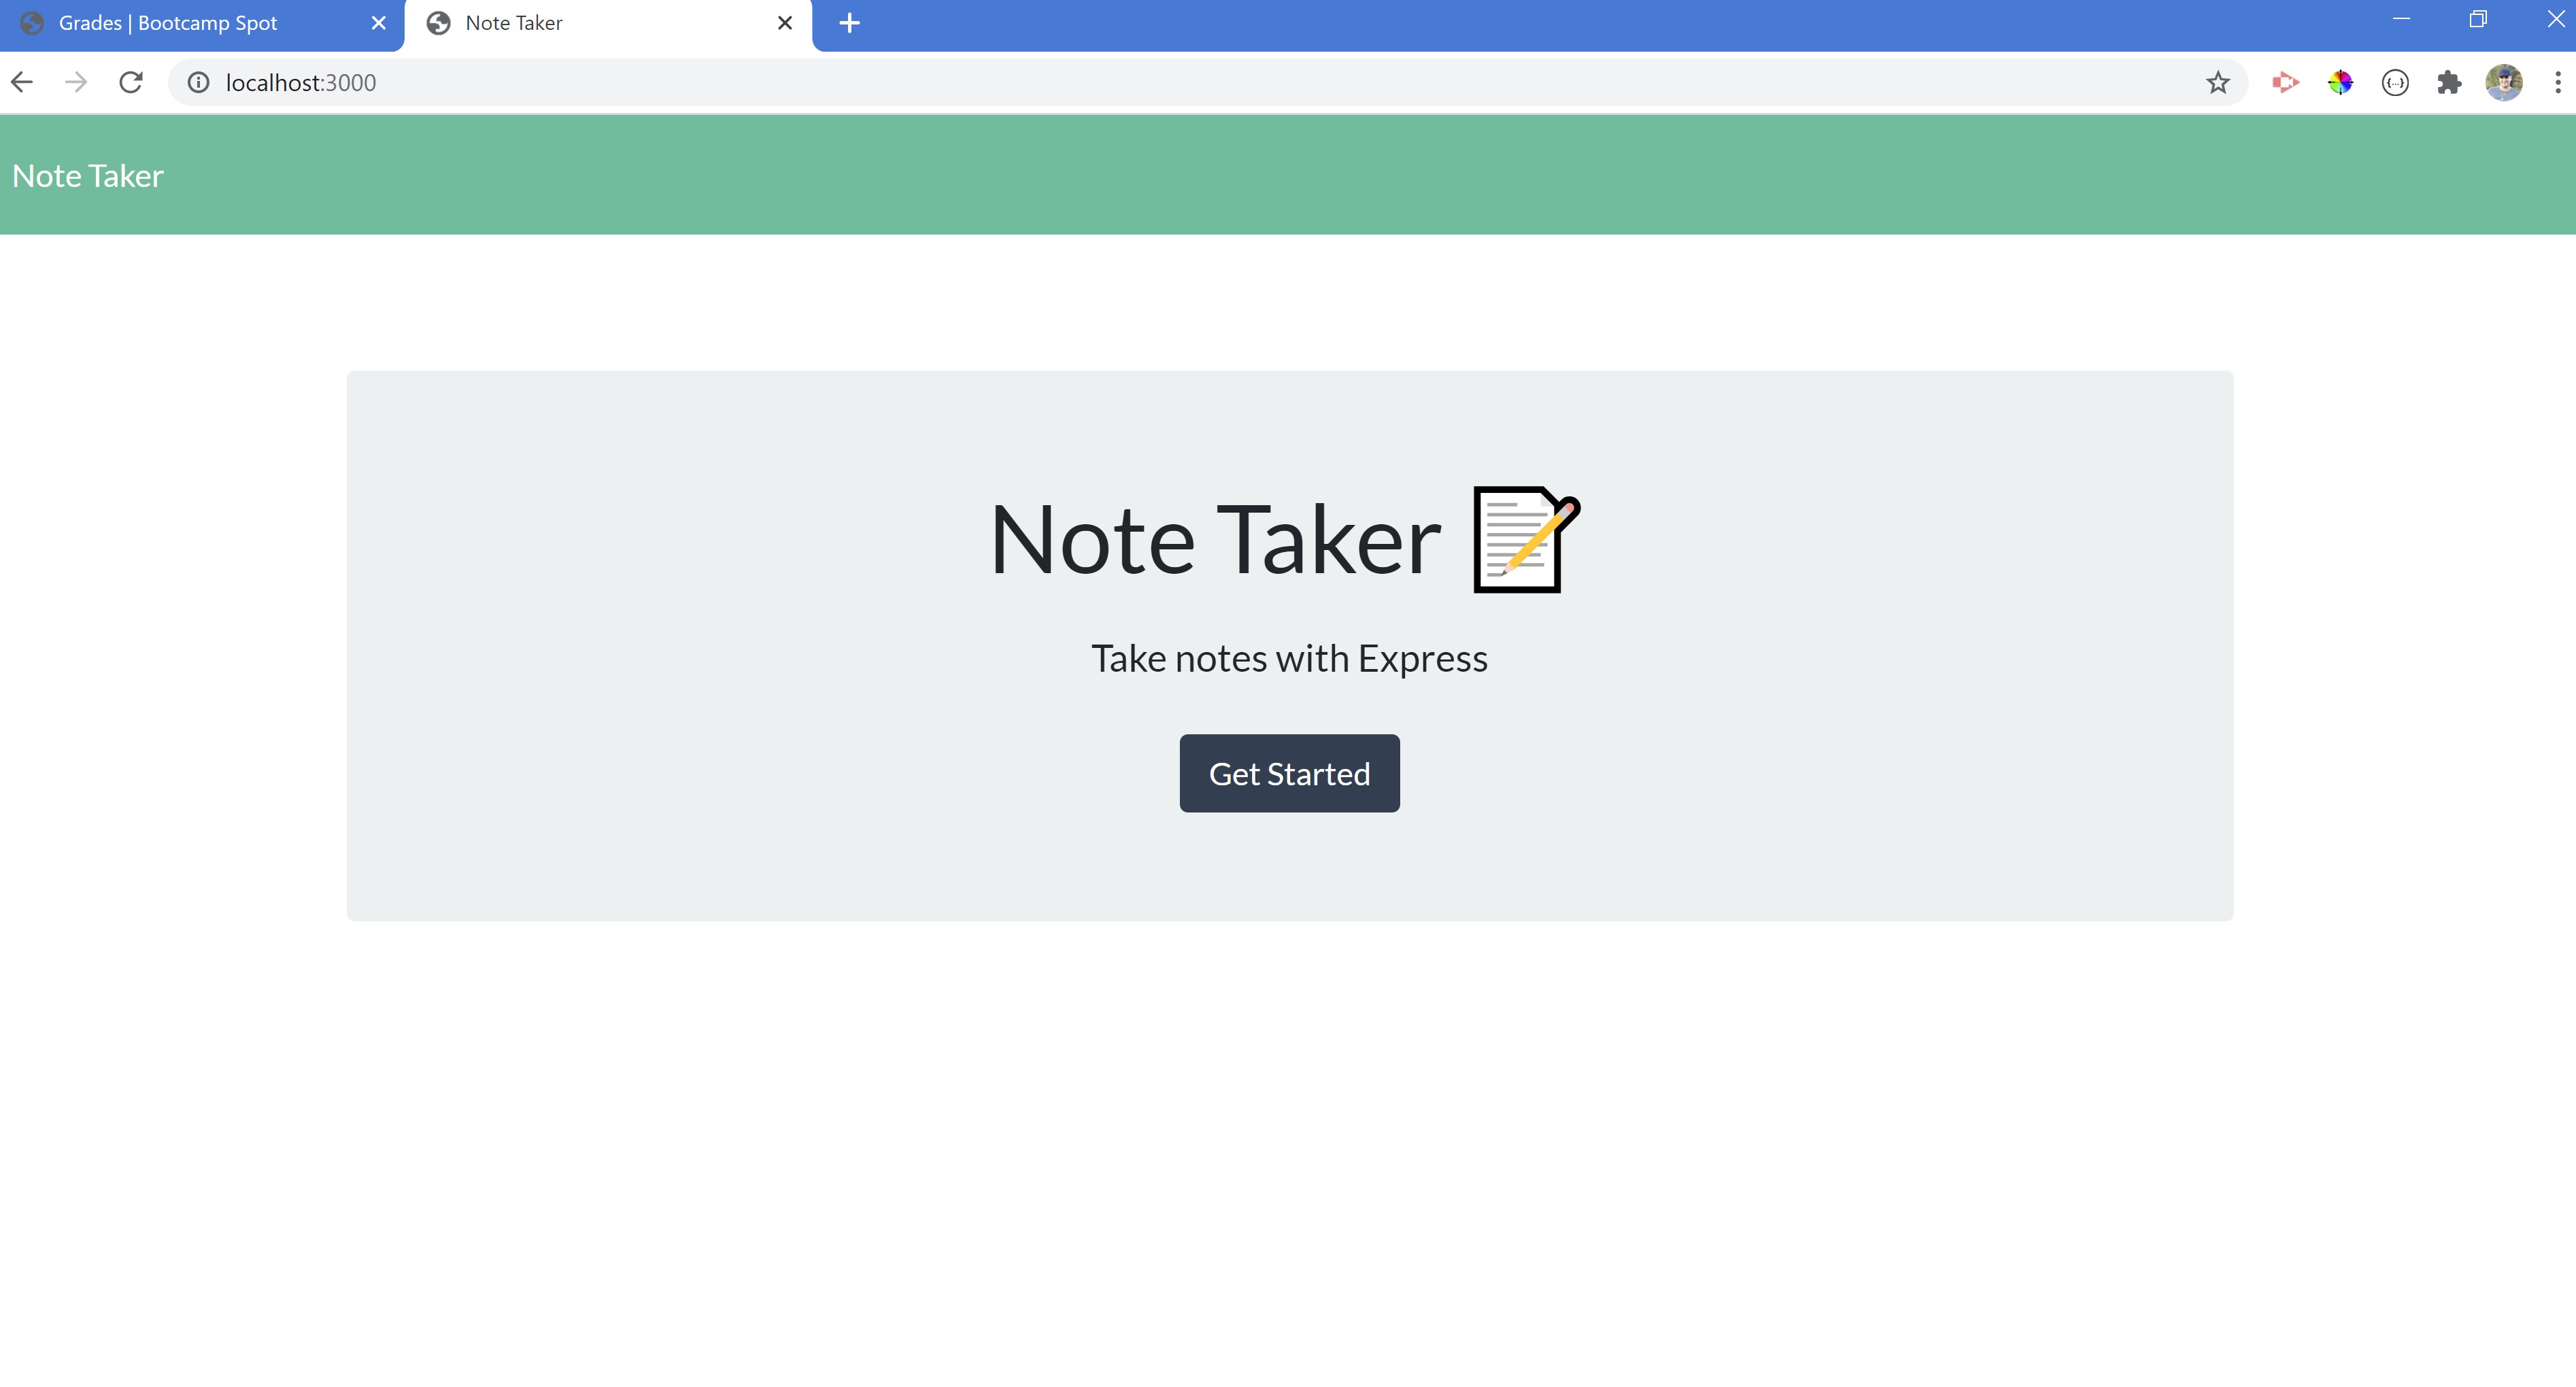 Grades | Bootcamp Spot
Note Taker
localhost:3000
{...}
Note Taker
Note Taker
Take notes with Express
Get Started